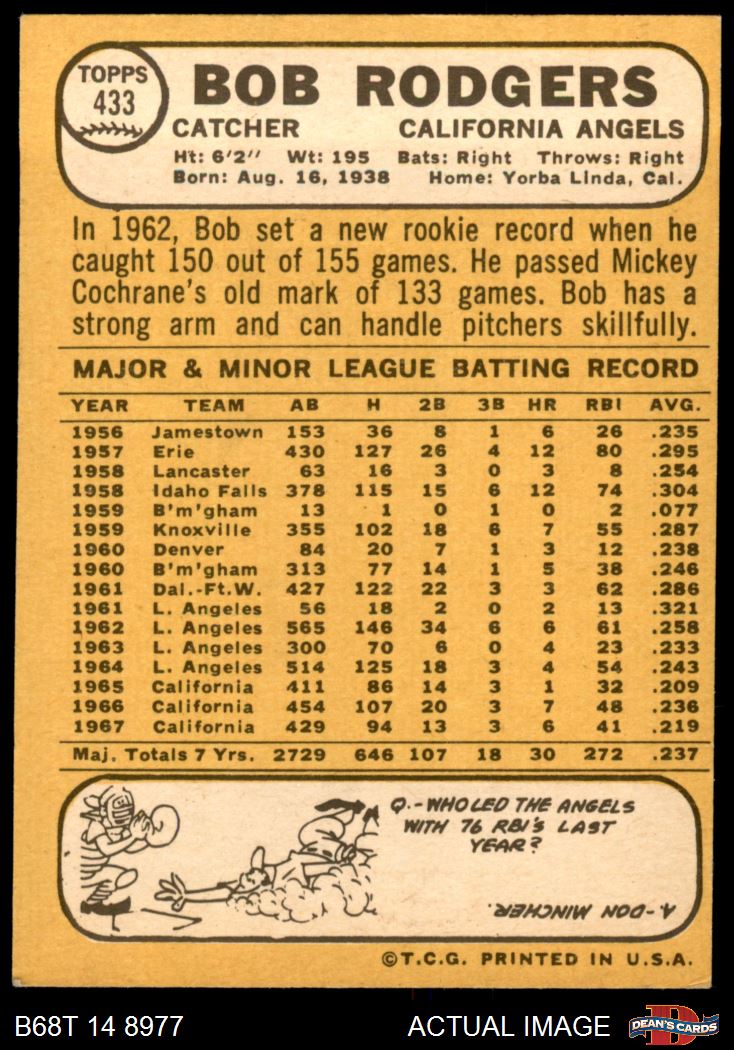 TOPPS
433
BOB RODGERS
CATCHER CALIFORNIA ANGELS
Ht: 6'2" Wt: 195 Bats: Right Throws: Right
Born: Aug. 16, 1938 Home: Yorba Linda, Cal.
In 1962, Bob set a new rookie record when he
caught 150 out of 155 games. He passed Mickey
Cochrane's old mark of 133 games. Bob has a
strong arm and can handle pitchers skillfully.
MAJOR & MINOR LEAGUE BATTING RECORD
YEAR TEAM AB H 2B 3B HR RBI AVG.
1956 Jamestown 153 36 8 1 6 26 .235
1957 Erie 430 127 26 4 12 80 .295
1958 Lancaster 63 16 3 0 3 8 .254
1958 Idaho Falls 378 115 15 6 12 74 .304
1959 B'm'gham 13 1 0 1 0 2 .077
1959 Knoxville 355 102 18 6 7 55 .287
1960 Denver 84 20 7 1 3 12 .238
1960 B'm'gham 313 77 14 1 5 38 .246
1961 Dal.-Ft.W. 427 122 22 3 3 62 .286
1961 L. Angeles 56 18 2 0 2 13 .321
1962 L. Angeles 565 146 34 6 6 61 .258
1963 L. Angeles 300 70 6 0 4 23 .233
1964 L. Angeles 514 125 18 3 4 54 .243
1965 California 411 86 14 3 1 32 .209
1966 California 454 107 20 3 7 48 .236
1967 California 429 94 13 3 6 41 .219
Maj. Totals 7 Yrs. 2729 646 107 18 30 272 .237
Q.-WHO LED THE ANGELS
WITH 76 RBI'S LAST
YEAR?
A-DON MINCHER.
©T.C.G. PRINTED IN U.S.A.
B68T 14 8977 ACTUAL IMAGE DEAN'S CARDS